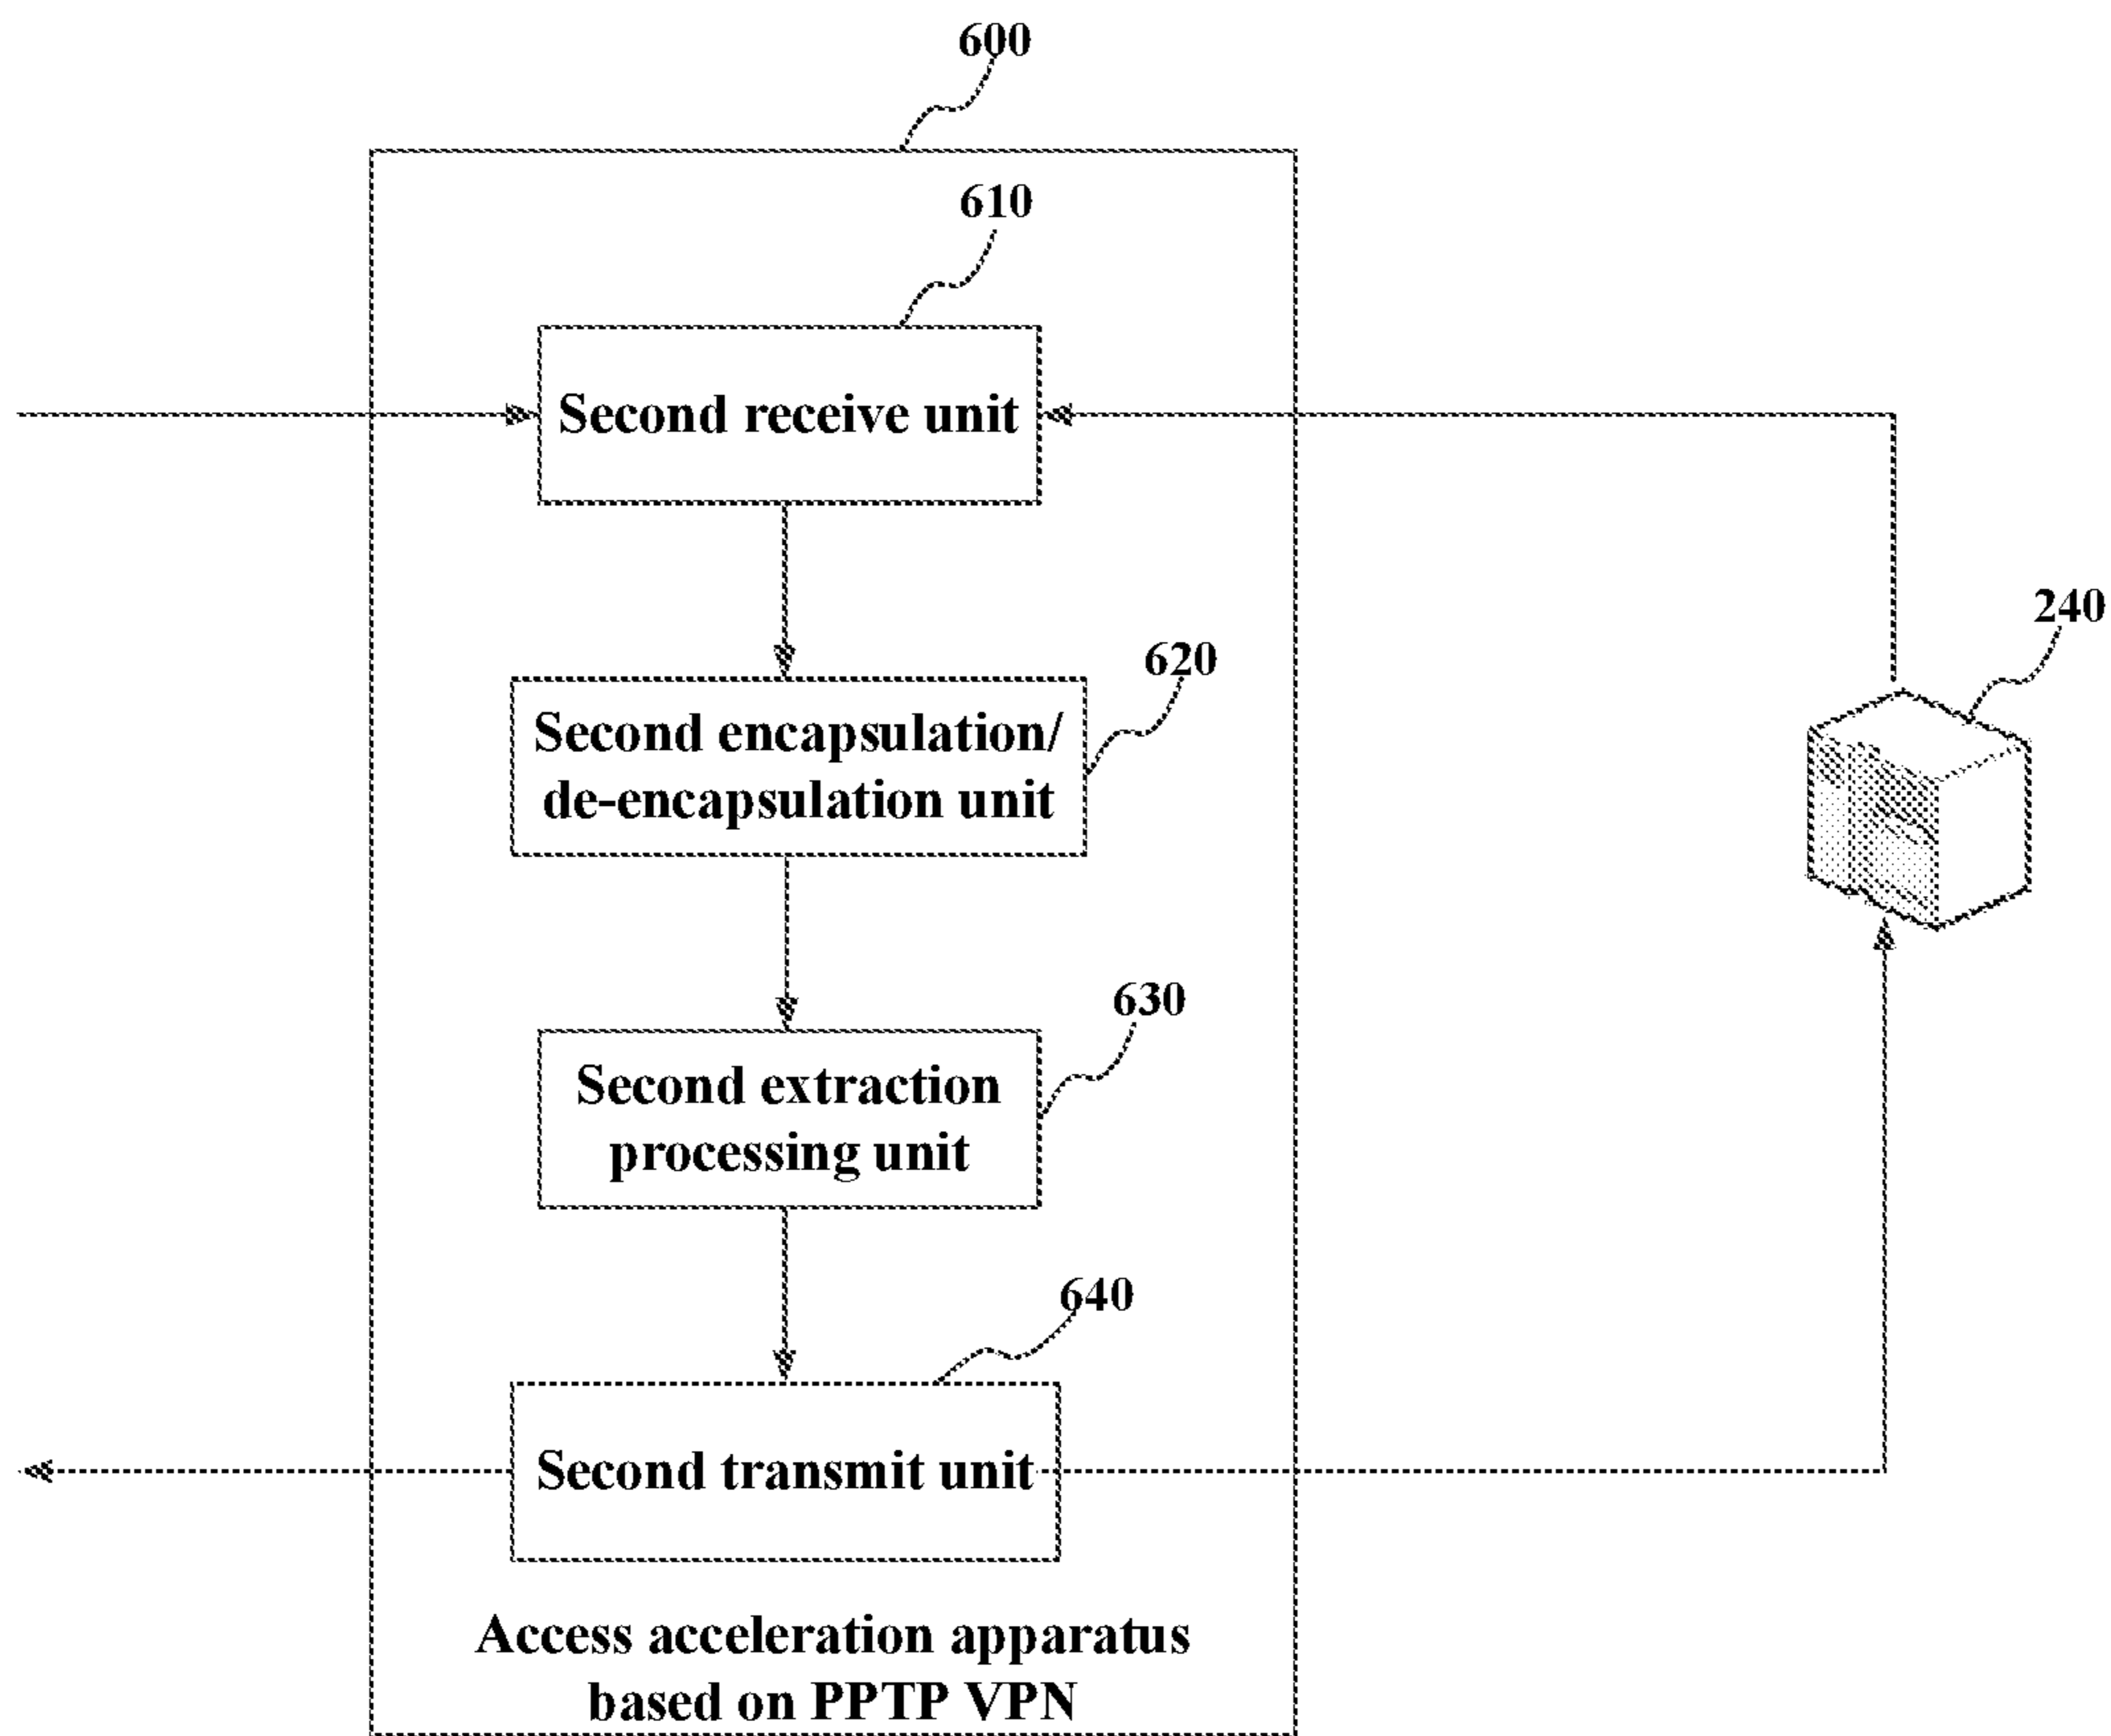 600
610
Second receive unit
240
620
Second encapsulation/
de-encapsulation unit
630
Second extraction
processing unit
640
Second transmit unit
Access acceleration apparatus
based on PPTP VPN